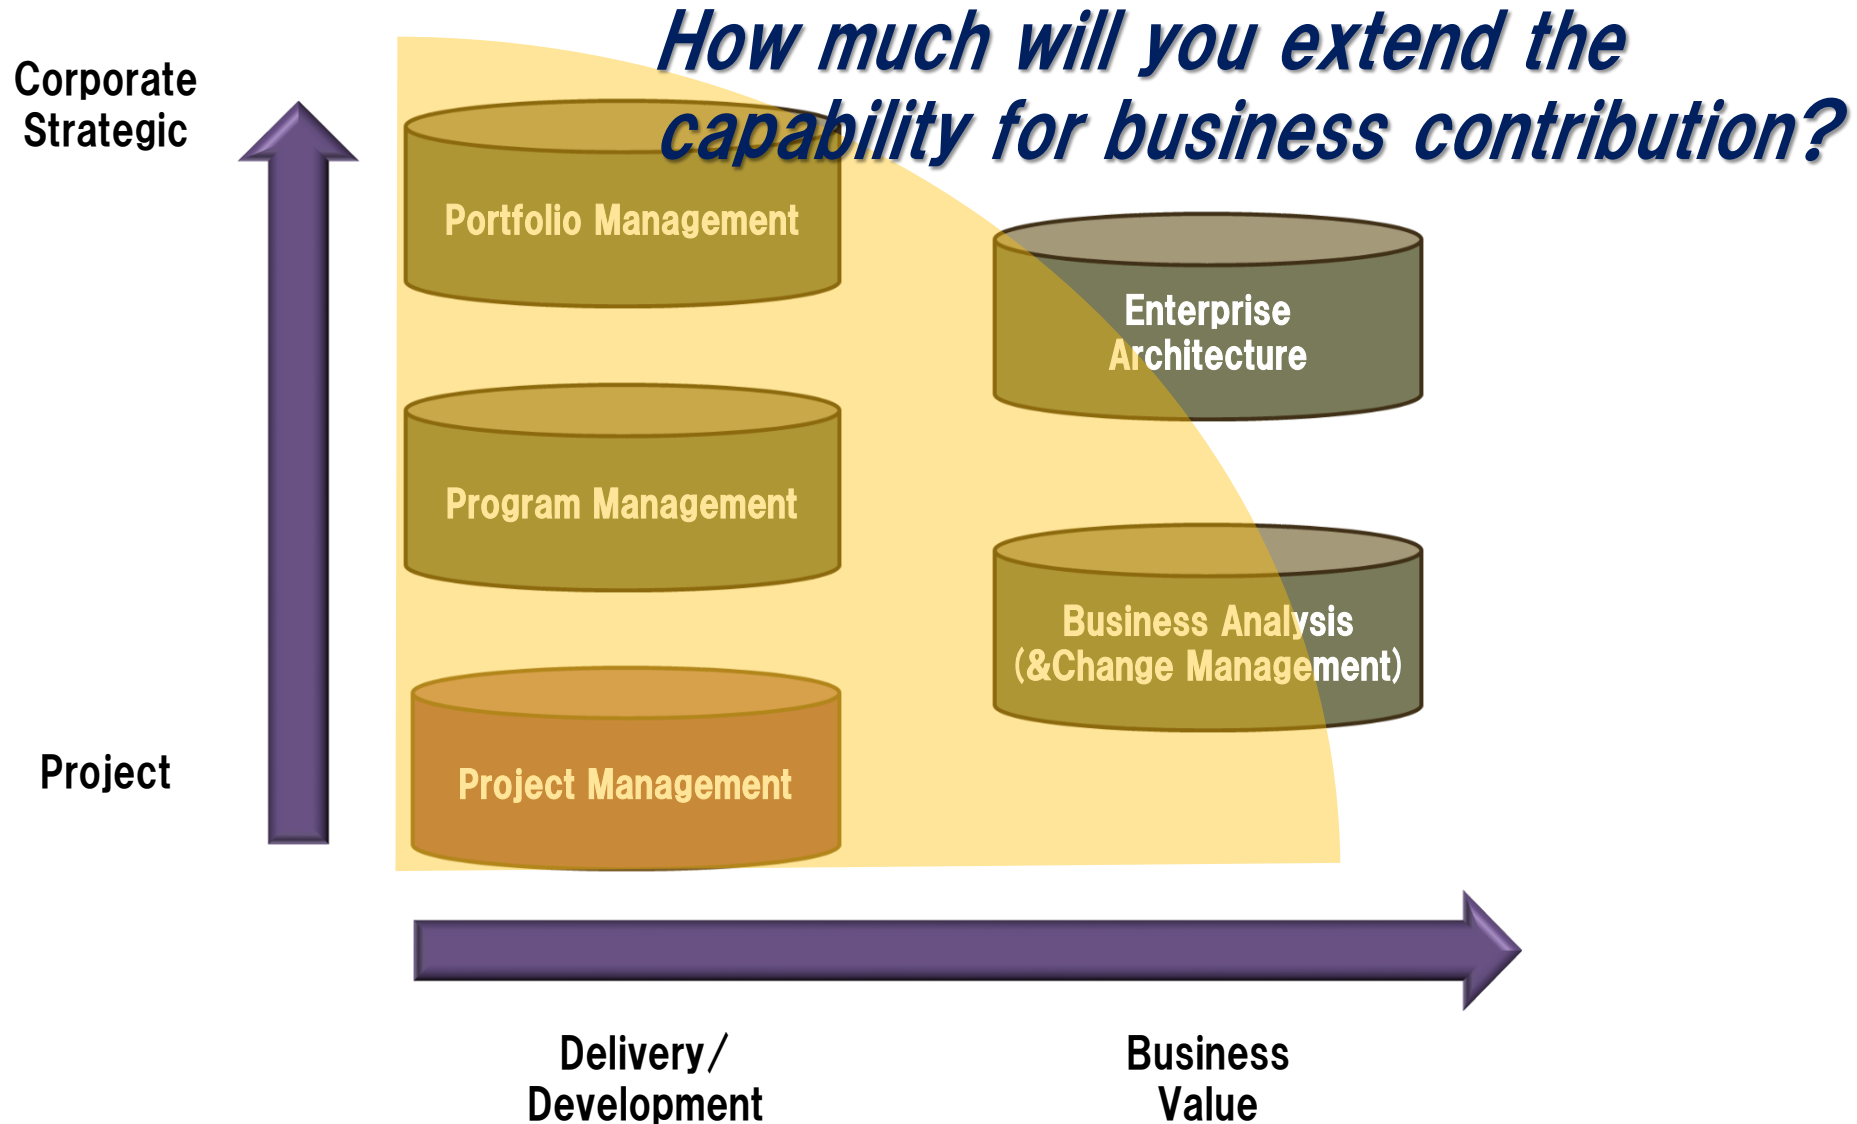 How much will you extend the
capability for business contribution?
Corporate
Strategic
Portfolio Management
Enterprise
Architecture
Program Management
Business Analysis
(&Change Management)
Project
Project Management
Delivery/
Development
Business
Value